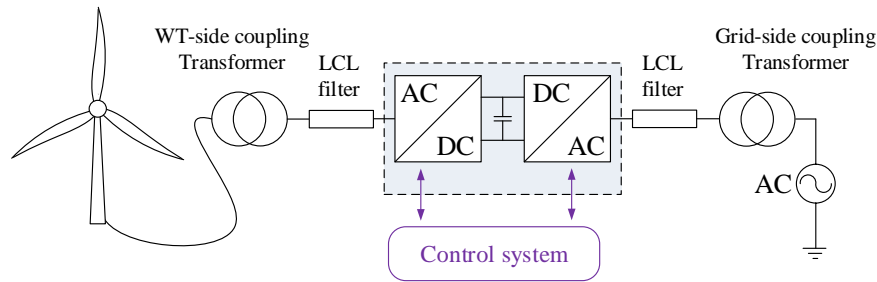 WT-side coupling
Transformer
LCL
filter
AC
DC
DC
AC
LCL
filter
Grid-side coupling
Transformer
AC
Control system